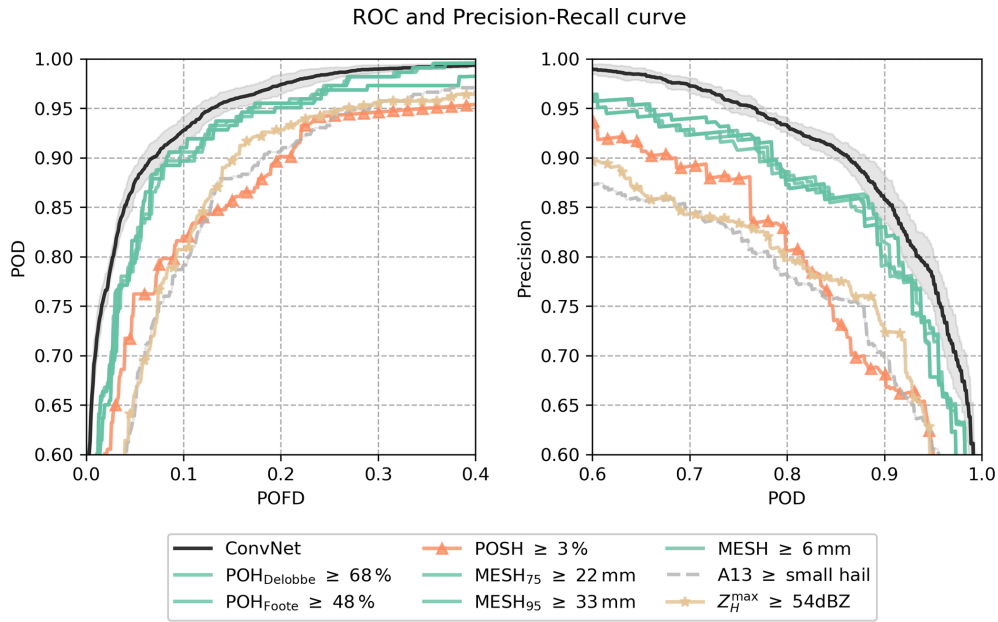 ROC and Precision-Recall curve
1.00
0.95
0.90
0.85
0.80
0.75
0.70
0.65
0.60
POD
0.0 0.1 0.2 0.3 0.4
POFD
1.00
0.95
0.90
0.85
0.80
0.75
0.70
0.65
0.60
Precision
0.6 0.7 0.8 0.9 1.0
POD
ConvNet
POH_Delobbe ≥ 68 %
POH_Foote ≥ 48 %
POSH ≥ 3 %
MESH_75 ≥ 22 mm
MESH_95 ≥ 33 mm
MESH ≥ 6 mm
A13 ≥ small hail
Z_H^max ≥ 54dBZ